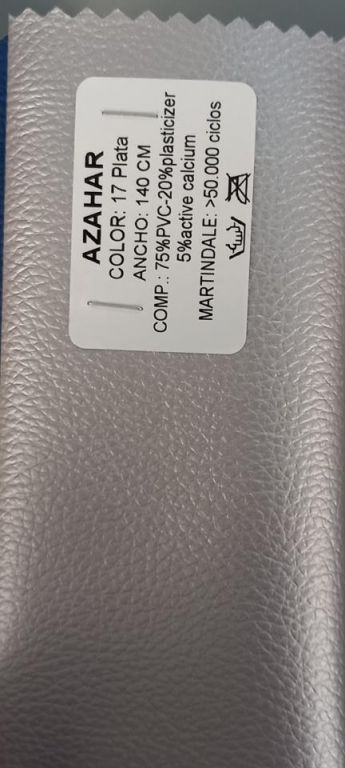 AZAHAR
COLOR: 17 Plata
ANCHO: 140 CM
COMP.: 75%PVC-20%plasticizer
5%active calcium
MARTINDALE: >50.000 ciclos